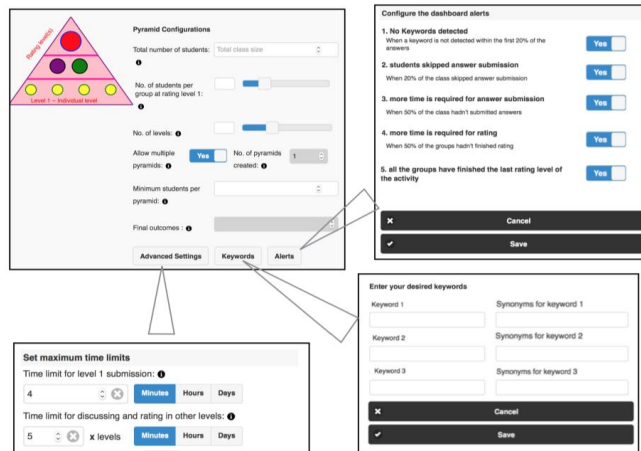 Rating level(s)
Level 1 – Individual level
Pyramid Configurations
Total number of students:
Total class size
No. of students per
group at rating level 1:
No. of levels:
Allow multiple
pyramids:
Yes
No. of pyramids
created:
1
Minimum students per
pyramid:
Final outcomes :
Advanced Settings
Keywords
Alerts
Configure the dashboard alerts
1. No Keywords detected
When a keyword is not detected within the first 20% of the
answers
Yes
2. students skipped answer submission
When 20% of the class skipped answer submission
Yes
3. more time is required for answer submission
When 50% of the class hadn't submitted answers
Yes
4. more time is required for rating
When 50% of the groups hadn't finished rating
Yes
5. all the groups have finished the last rating level of
the activity
Yes
Cancel
Save
Set maximum time limits
Time limit for level 1 submission:
4
Minutes Hours Days
Time limit for discussing and rating in other levels:
5 x levels Minutes Hours Days
Enter your desired keywords
Keyword 1 Synonyms for keyword 1
Keyword 2 Synonyms for keyword 2
Keyword 3 Synonyms for keyword 3
Cancel
Save